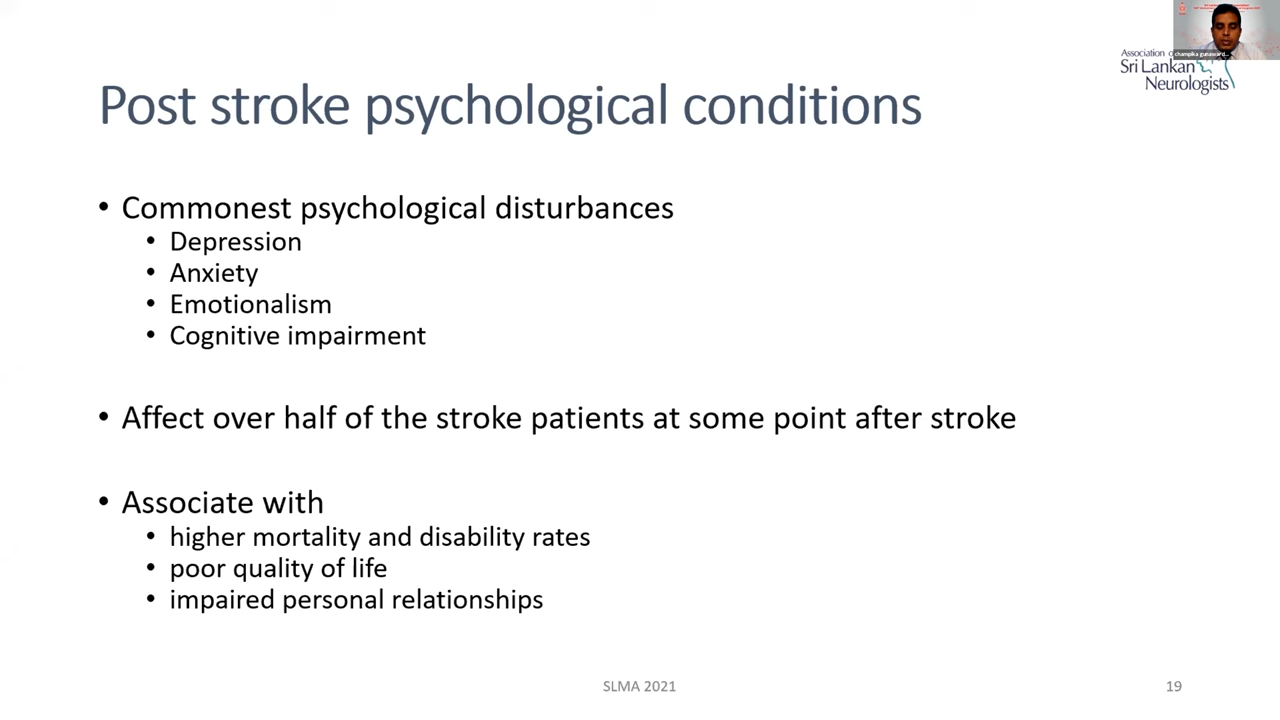 Association
Sri Lankan
Neurologists
Post stroke psychological conditions
• Commonest psychological disturbances
• Depression
• Anxiety
• Emotionalism
• Cognitive impairment
• Affect over half of the stroke patients at some point after stroke
• Associate with
• higher mortality and disability rates
• poor quality of life
• impaired personal relationships
SLMA 2021
19